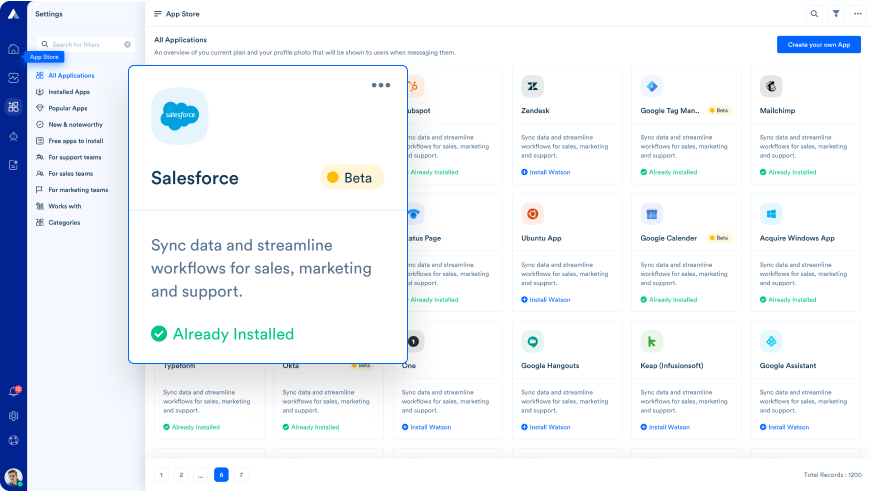 Settings
App Store
Search for filters
App Store
All Applications
Installed Apps
Popular Apps
New & noteworthy
Free apps to install
For support teams
For sales teams
For marketing teams
Works with
Categories
All Applications
An overview of you current plan and your profile photo that will be shown to users when messaging them.
Create your own App
salesforce
Salesforce
Beta
Sync data and streamline
workflows for sales, marketing
and support.
Already Installed
ubspot
nc data and streamline
rkflows for sales, marketing
d support.
Already Installed
Zendesk
Sync data and streamline
workflows for sales, marketing
and support.
Install Watson
Google Tag Man..
Beta
Sync data and streamline
workflows for sales, marketing
and support.
Already Installed
Mailchimp
Sync data and streamline
workflows for sales, marketing
and support.
Already Installed
tatus Page
nc data and streamline
rkflows for sales, marketing
d support.
Already Installed
Ubuntu App
Sync data and streamline
workflows for sales, marketing
and support.
Install Watson
Google Calender
Beta
Sync data and streamline
workflows for sales, marketing
and support.
Already Installed
Acquire Windows App
Sync data and streamline
workflows for sales, marketing
and support.
Already Installed
Typeform
Sync data and streamline
workflows for sales, marketing
and support.
Already Installed
Okta
Beta
Sync data and streamline
workflows for sales, marketing
and support.
Already Installed
One
Sync data and streamline
workflows for sales, marketing
and support.
Install Watson
Google Hangouts
Sync data and streamline
workflows for sales, marketing
and support.
Install Watson
Keap (Infusionsoft)
Sync data and streamline
workflows for sales, marketing
and support.
Install Watson
Google Assistant
Sync data and streamline
workflows for sales, marketing
and support.
Install Watson
1 2 ... 6 7
Total Records : 1200